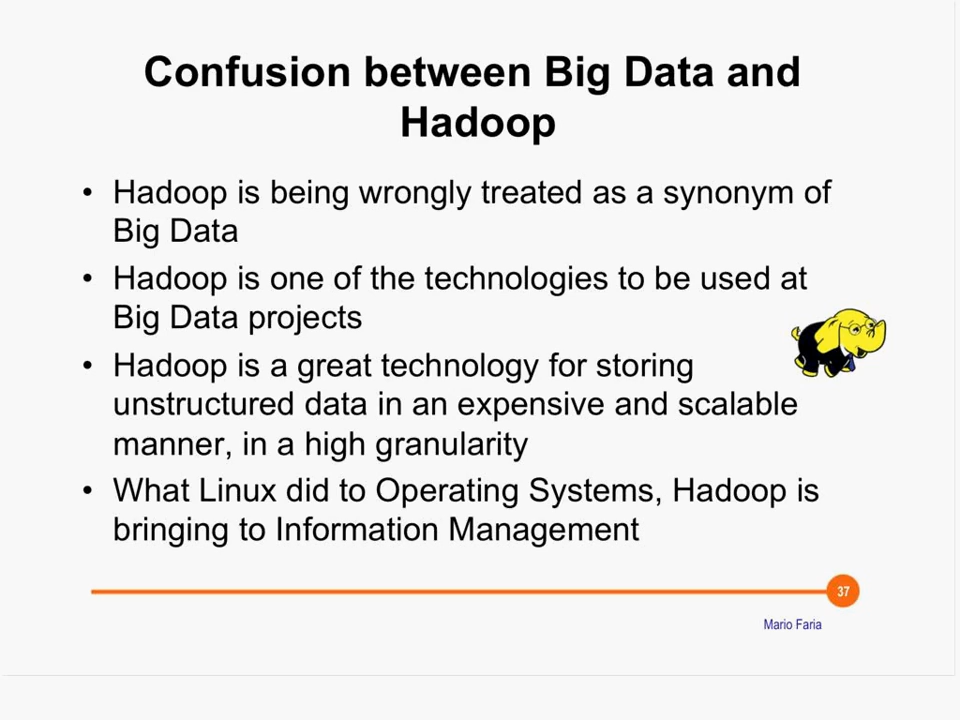 Confusion between Big Data and
Hadoop
• Hadoop is being wrongly treated as a synonym of
Big Data
• Hadoop is one of the technologies to be used at
Big Data projects
• Hadoop is a great technology for storing
unstructured data in an expensive and scalable
manner, in a high granularity
• What Linux did to Operating Systems, Hadoop is
bringing to Information Management
37
Mario Faria